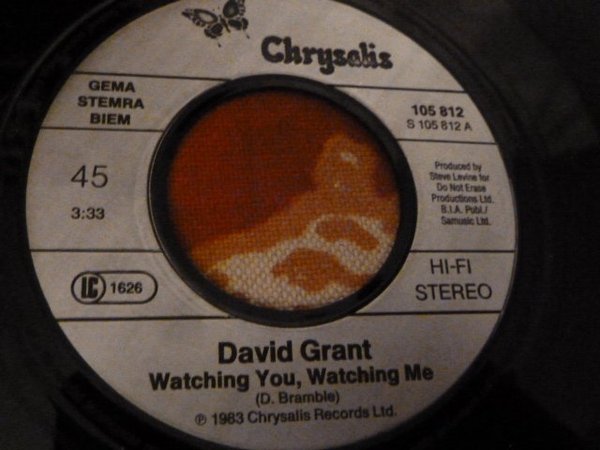 Chrysalis
GEMA
STEMRA
BIEM
105 812
S 105 812 A
45
3:33
Produced by
Steve Levine for
Do Not Erase
Productions Ltd.
B.I.A. Publ./
Samusic Ltd.
LC 1626
HI-FI
STEREO
David Grant
Watching You, Watching Me
(D. Bramble)
℗ 1983 Chrysalis Records Ltd.